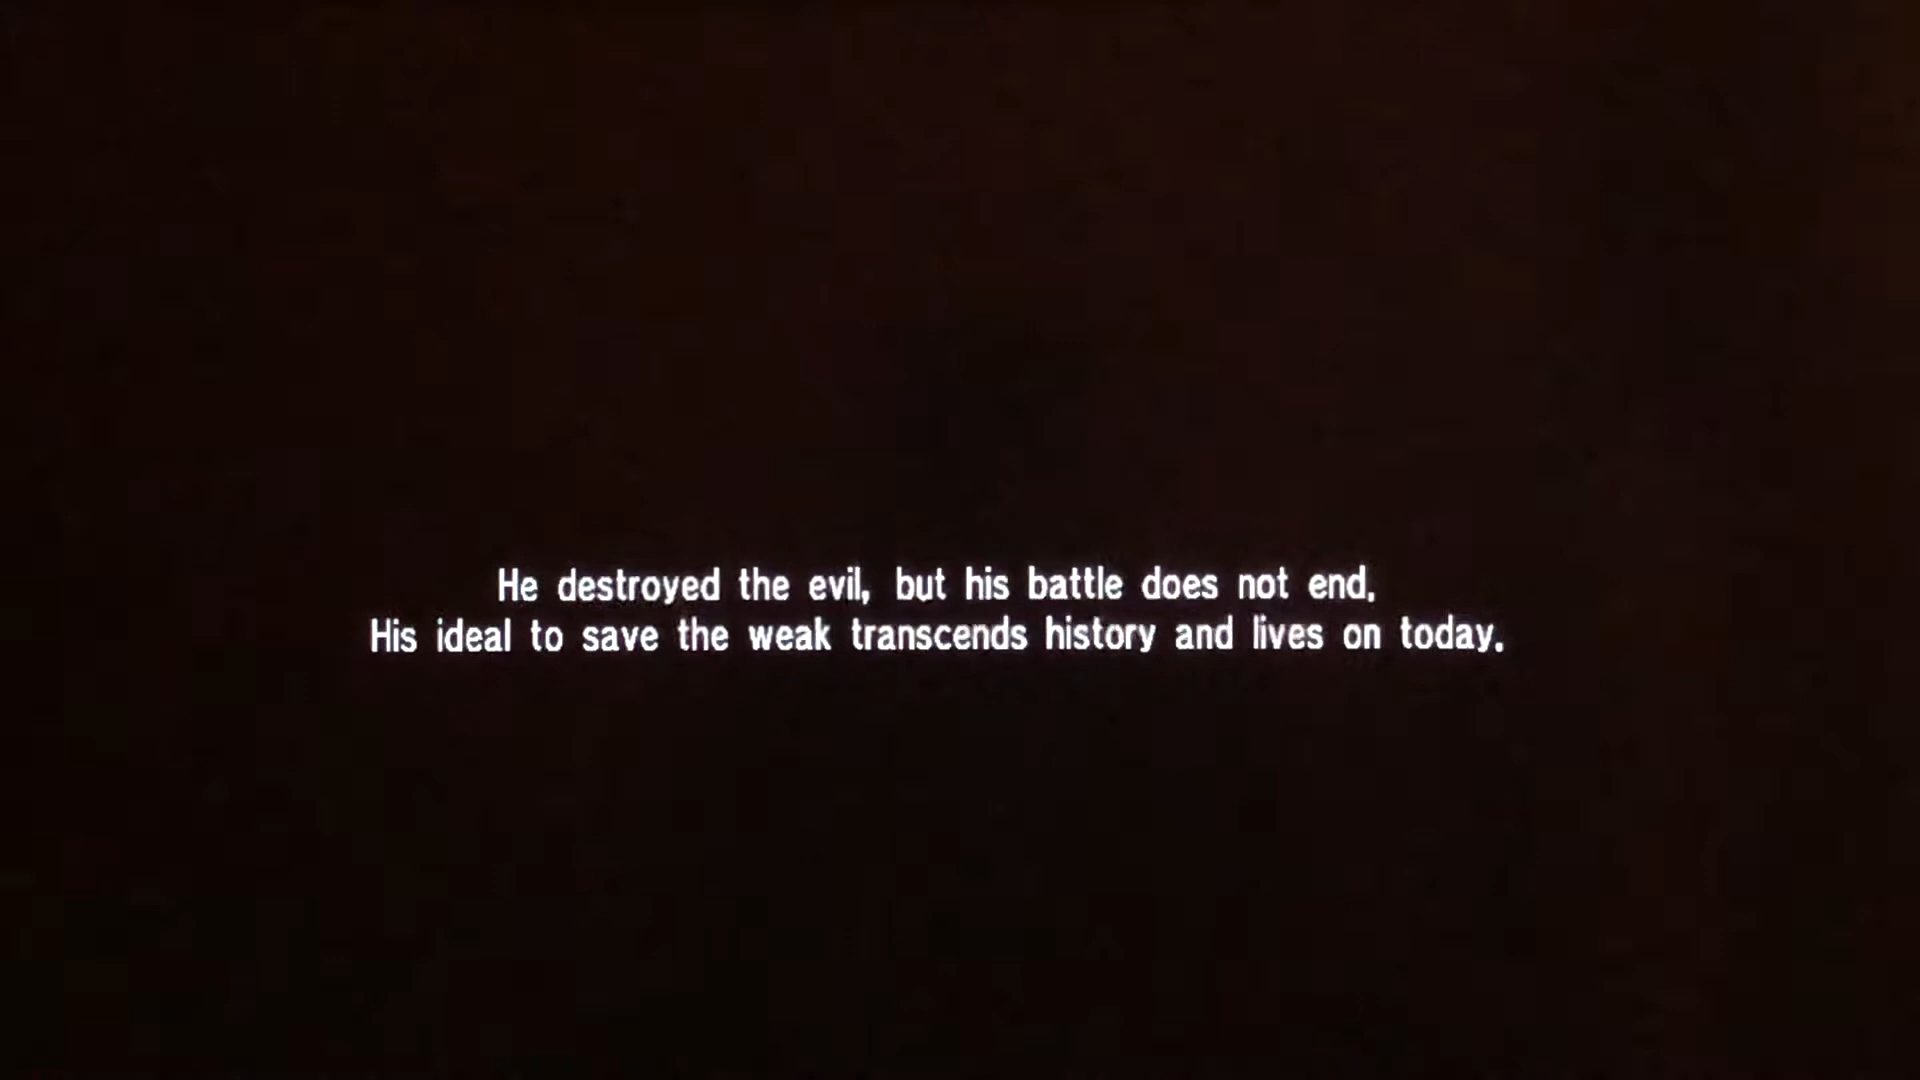 He destroyed the evil, but his battle does not end.
His ideal to save the weak transcends history and lives on today.